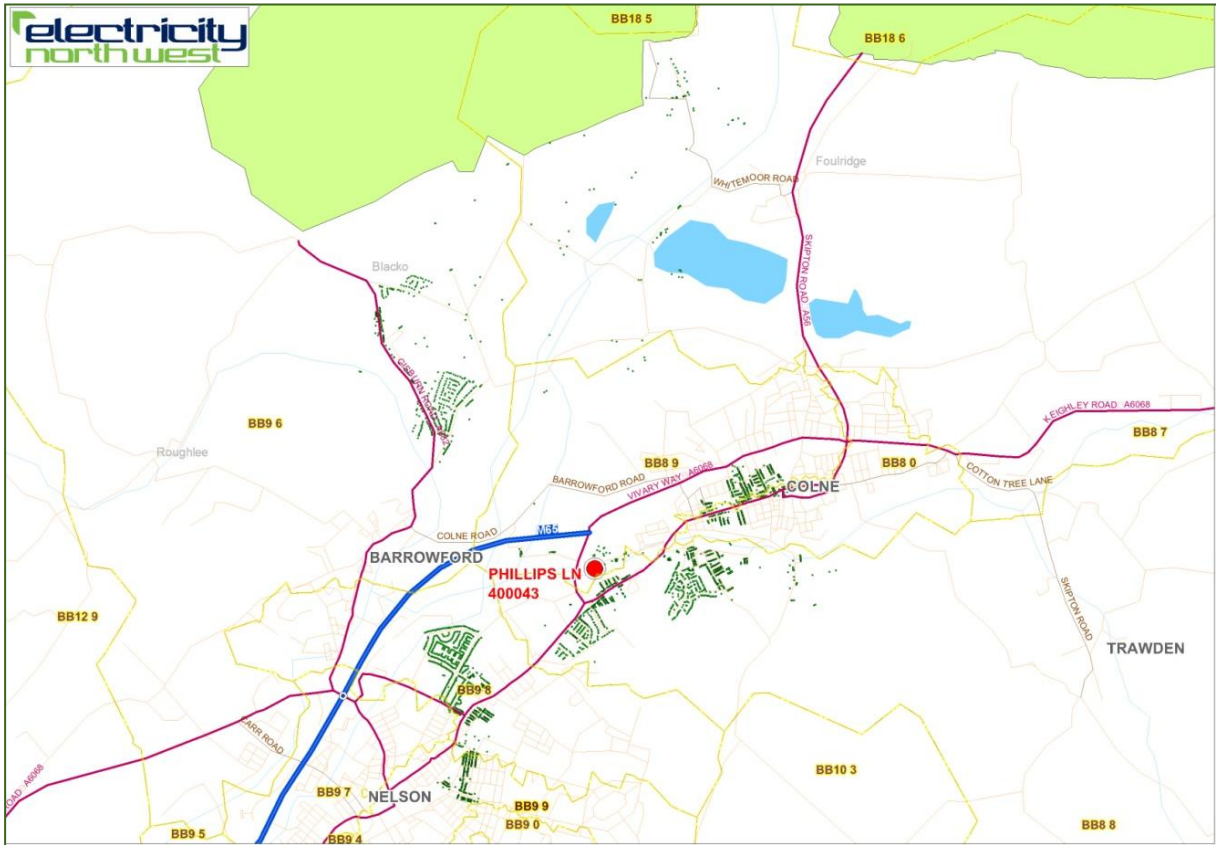 electricity
north west
BB18 5
BB18 6
Foulridge
WHITEMOOR ROAD
SKIPTON ROAD A56
Blacko
GISBURN ROAD
BB9 6
Roughlee
KEIGHLEY ROAD A6068
BB8 7
BB8 9
BB8 0
BARROWFORD ROAD
VIVARY WAY A6068
COLNE
COTTON TREE LANE
M65
COLNE ROAD
BARROWFORD
PHILLIPS LN
400043
SKIPTON ROAD
BB12 9
TRAWDEN
BB9 8
CARR ROAD
BB10 3
ROAD A6068
BB9 7
NELSON
BB9 9
BB9 0
BB9 5
BB9 4
BB8 8